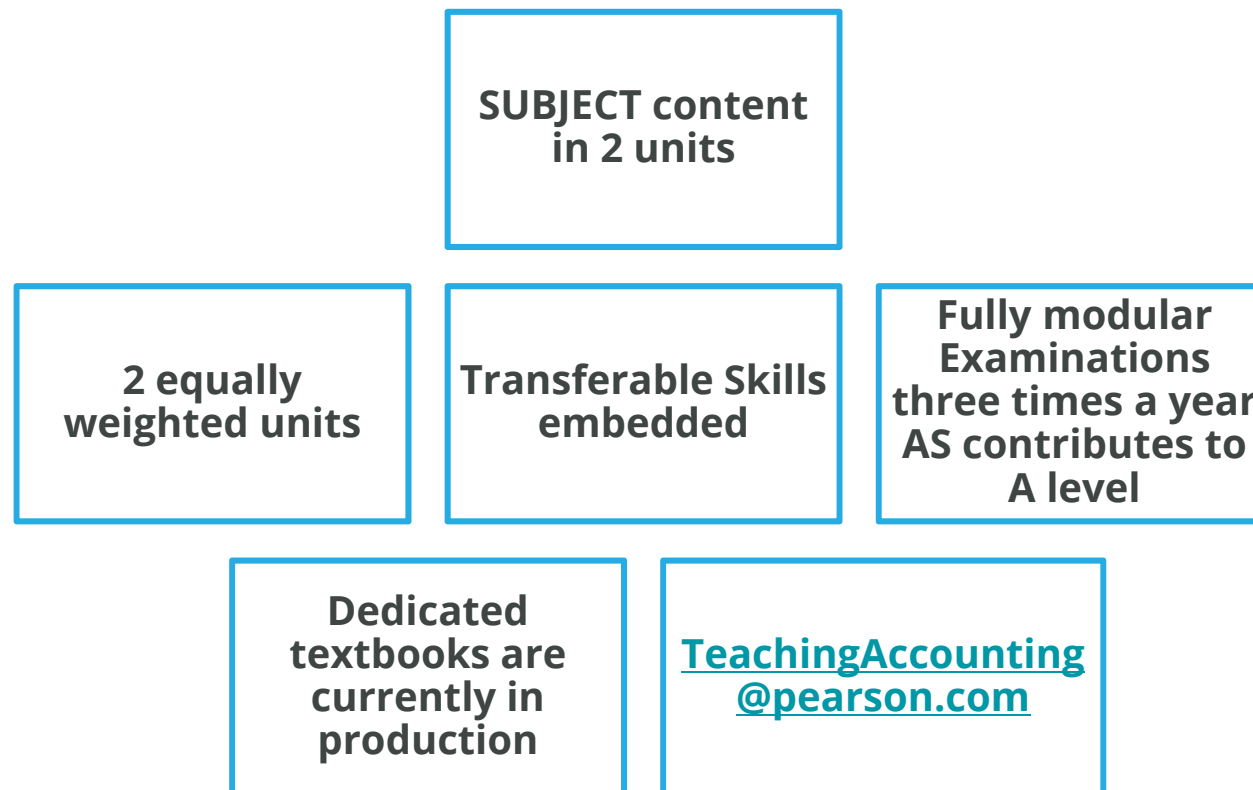 SUBJECT content
in 2 units
2 equally
weighted units
Transferable Skills
embedded
Fully modular
Examinations
three times a year
AS contributes to
A level
Dedicated
textbooks are
currently in
production
TeachingAccounting
@pearson.com